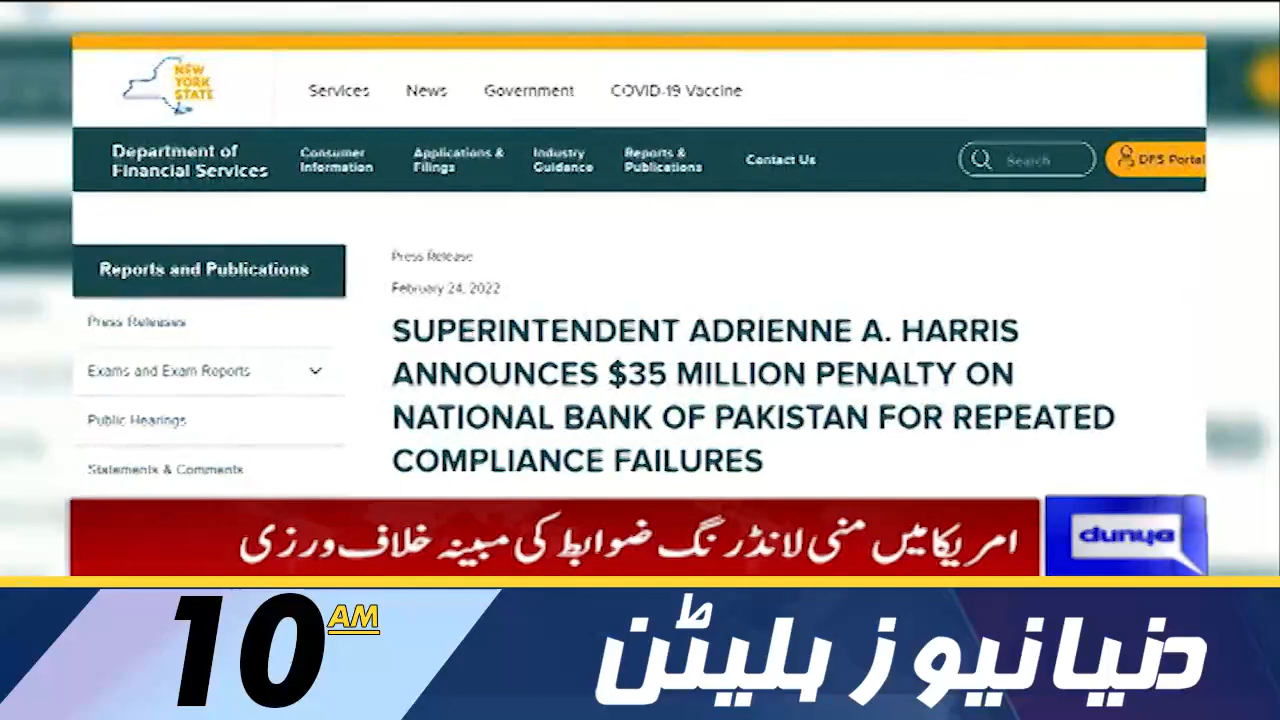 NEW
YORK
STATE
Services News Government COVID-19 Vaccine
Department of
Financial Services
Consumer
Information
Applications &
Filings
Industry
Guidance
Reports &
Publications
Contact Us
Search
DFS Portal
Reports and Publications
Press Releases
Exams and Exam Reports
Public Hearings
Statements & Comments
Press Release
February 24, 2022
SUPERINTENDENT ADRIENNE A. HARRIS
ANNOUNCES $35 MILLION PENALTY ON
NATIONAL BANK OF PAKISTAN FOR REPEATED
COMPLIANCE FAILURES
امریکا میں منی لانڈرنگ ضوابط کی مبینہ خلاف ورزی
dunya
10 AM
دنیا نیوز بلیٹن